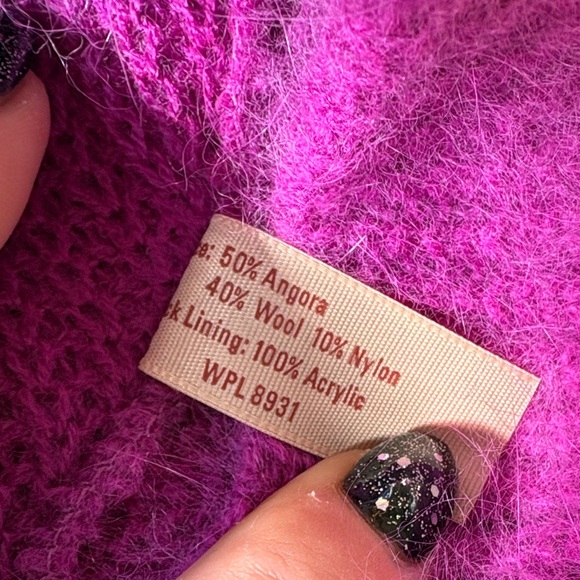 50% Angora
40% Wool 10% Nylon
Lining: 100% Acrylic
WPL 8931